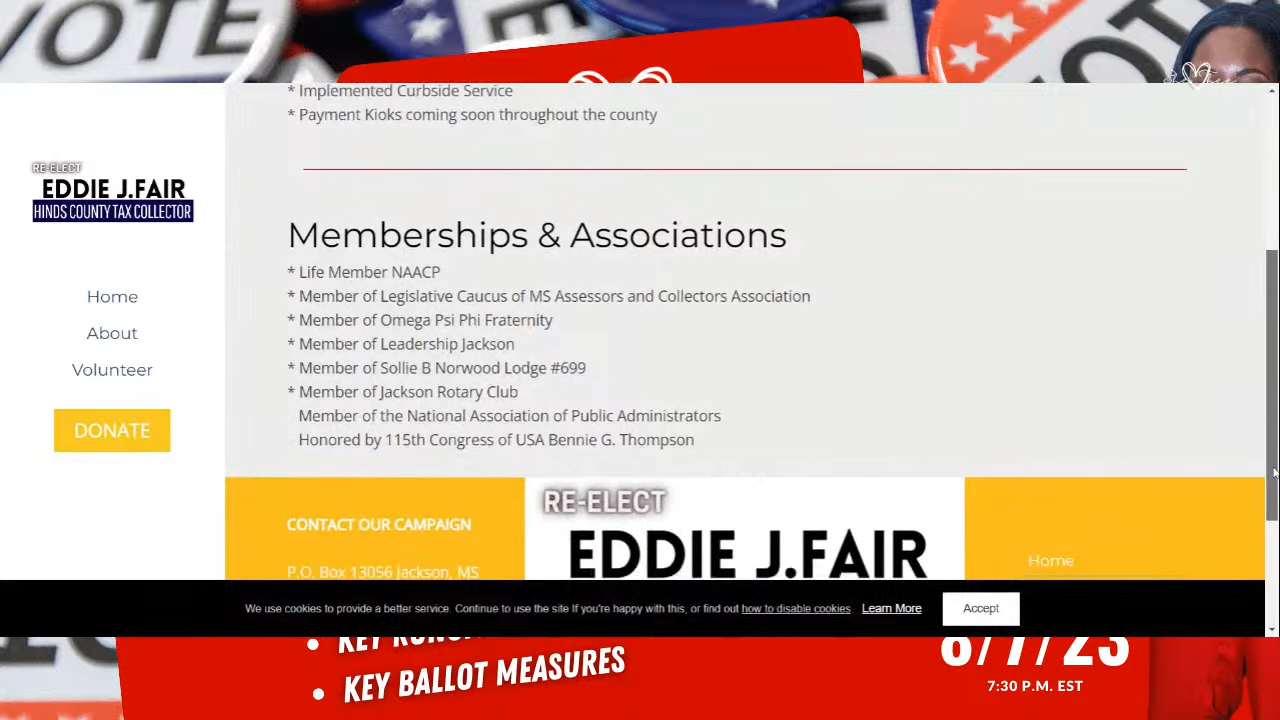 VOTE
* Implemented Curbside Service
* Payment Kioks coming soon throughout the county
RE-ELECT
EDDIE J.FAIR
HINDS COUNTY TAX COLLECTOR
Home
About
Volunteer
DONATE
Memberships & Associations
* Life Member NAACP
* Member of Legislative Caucus of MS Assessors and Collectors Association
* Member of Omega Psi Phi Fraternity
* Member of Leadership Jackson
* Member of Sollie B Norwood Lodge #699
* Member of Jackson Rotary Club
Member of the National Association of Public Administrators
Honored by 115th Congress of USA Bennie G. Thompson
CONTACT OUR CAMPAIGN
P.O. Box 13056 Jackson, MS
RE-ELECT
EDDIE J.FAIR
Home
We use cookies to provide a better service. Continue to use the site If you're happy with this, or find out how to disable cookies
Learn More
Accept
KEY
KEY BALLOT MEASURES
8/7/23
7:30 P.M. EST